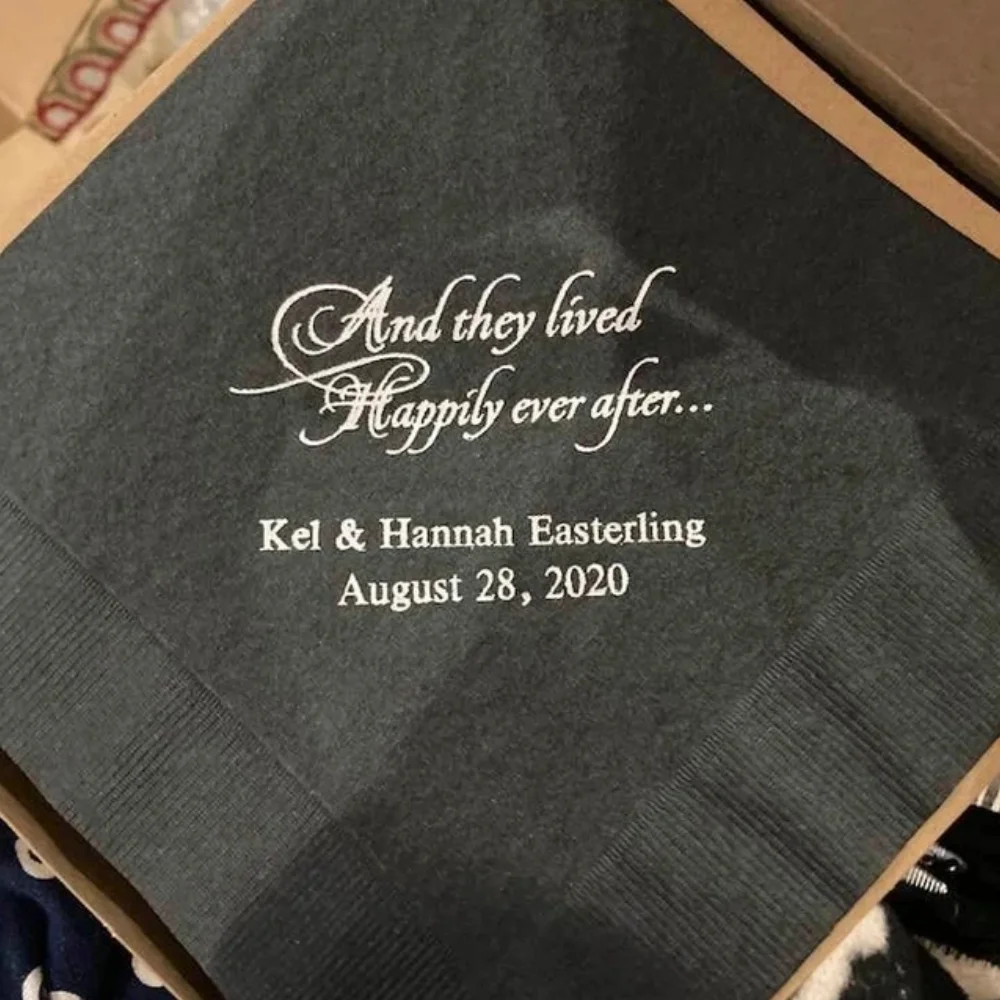 And they lived
Happily ever after...
Kel & Hannah Easterling
August 28, 2020